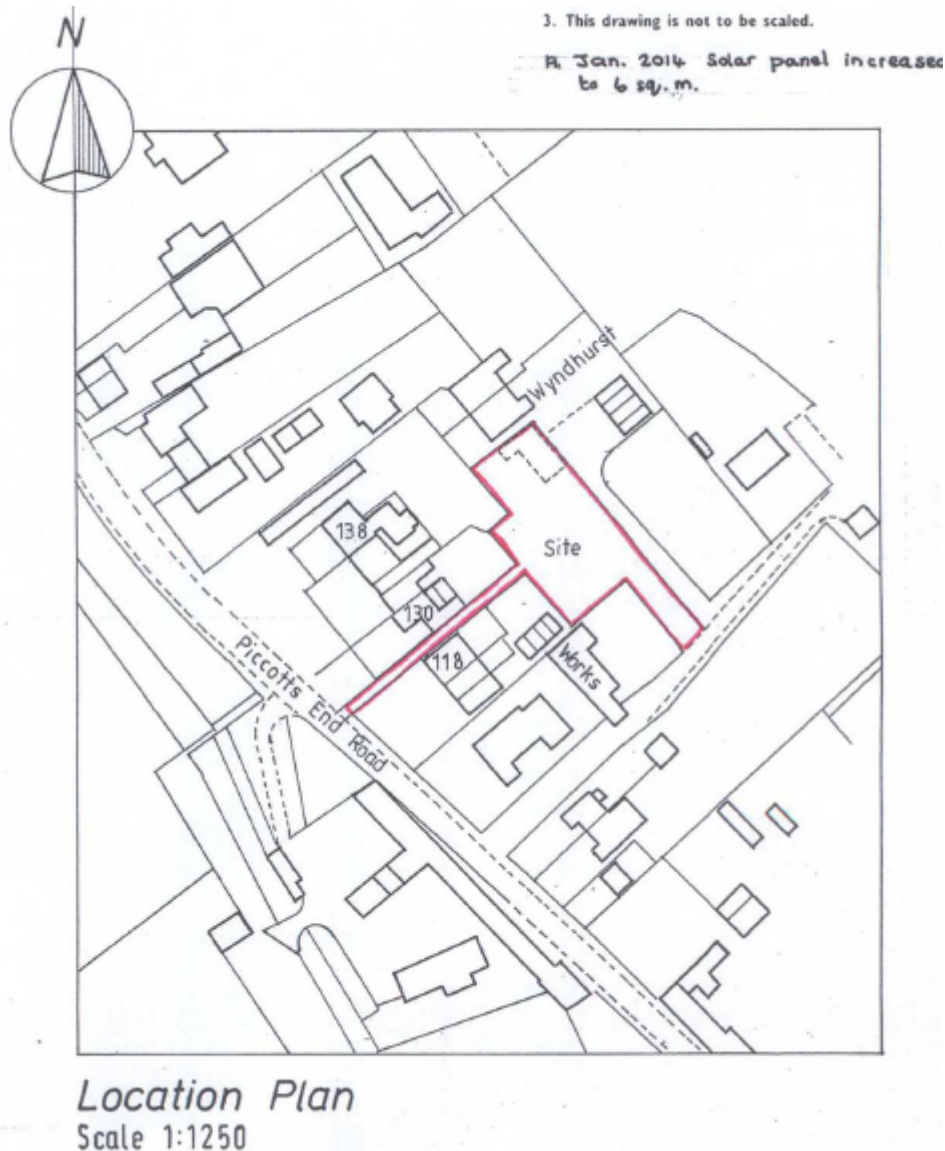 N
3. This drawing is not to be scaled.
A. Jan. 2014 Solar panel increased
to 6 sq. m.
Wyndhurst
138
Site
130
118
Works
Piccotts End Road
Location Plan
Scale 1:1250